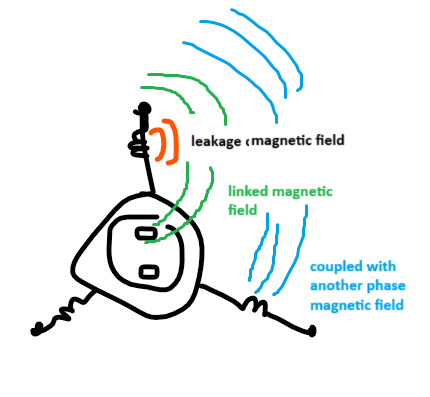 leakage magnetic field
linked magnetic
field
coupled with
another phase
magnetic field